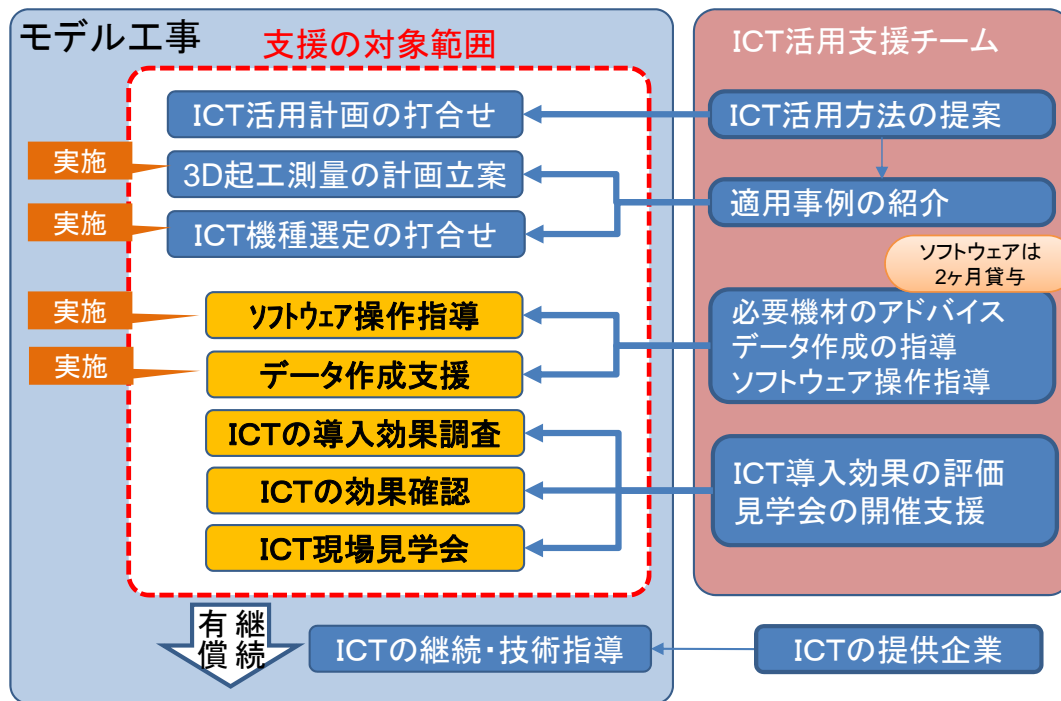 モデル工事
支援の対象範囲
ICT活用計画の打合せ
実施
3D起工測量の計画立案
実施
ICT機種選定の打合せ
実施
ソフトウェア操作指導
実施
データ作成支援
ICTの導入効果調査
ICTの効果確認
ICT現場見学会
有償
継続
ICTの継続・技術指導
ICT活用支援チーム
ICT活用方法の提案
適用事例の紹介
ソフトウェアは
2ヶ月貸与
必要機材のアドバイス
データ作成の指導
ソフトウェア操作指導
ICT導入効果の評価
見学会の開催支援
ICTの提供企業